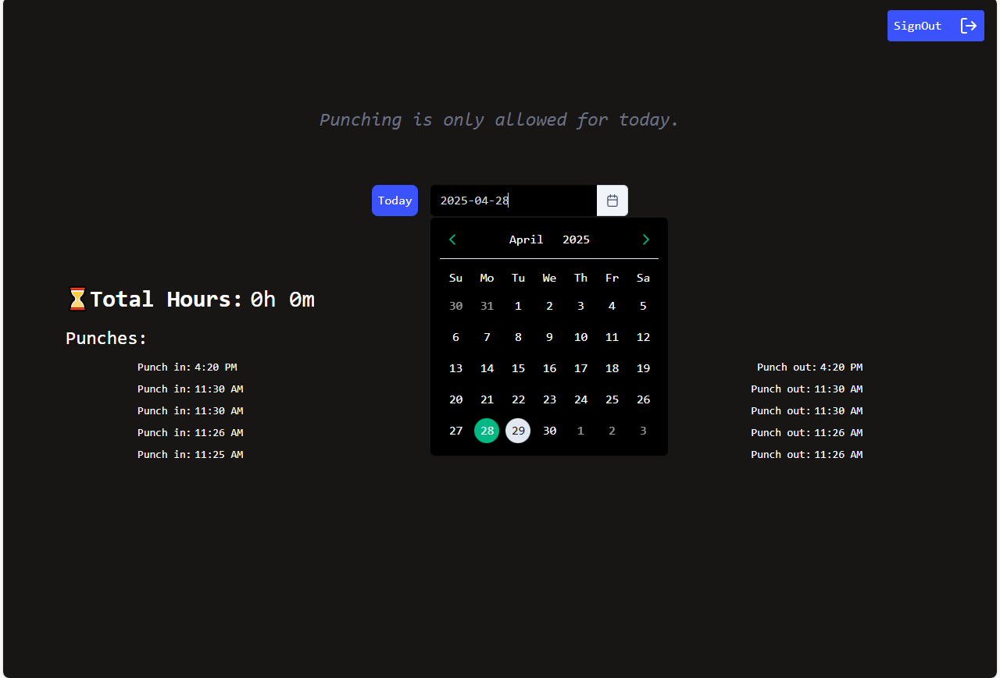 SignOut
Punching is only allowed for today.
Today 2025-04-28
April 2025
Su Mo Tu We Th Fr Sa
30 31 1 2 3 4 5
6 7 8 9 10 11 12
13 14 15 16 17 18 19
20 21 22 23 24 25 26
27 28 29 30 1 2 3
⏳Total Hours: 0h 0m
Punches:
Punch in: 4:20 PM Punch out: 4:20 PM
Punch in: 11:30 AM Punch out: 11:30 AM
Punch in: 11:30 AM Punch out: 11:30 AM
Punch in: 11:26 AM Punch out: 11:26 AM
Punch in: 11:25 AM Punch out: 11:26 AM